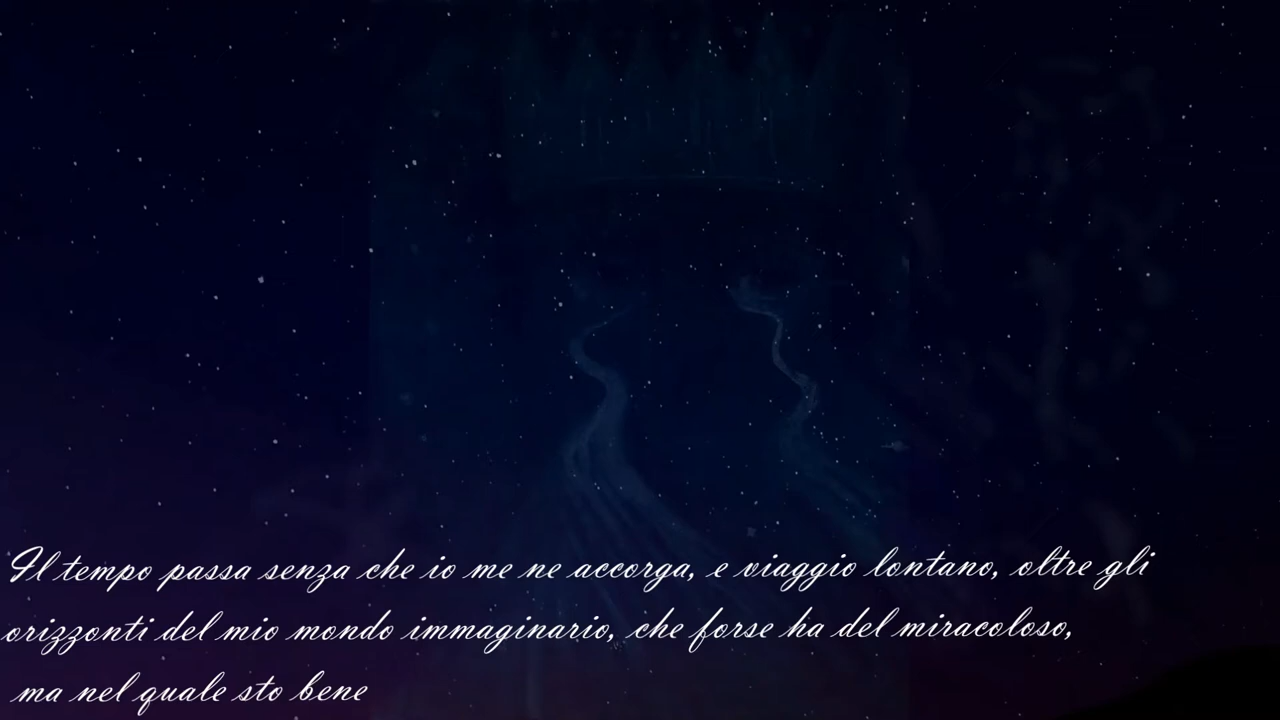 Il tempo passa senza che io me ne accorga, e viaggio lontano, oltre gli
orizzonti del mio mondo immaginario, che forse ha del miracoloso,
ma nel quale sto bene